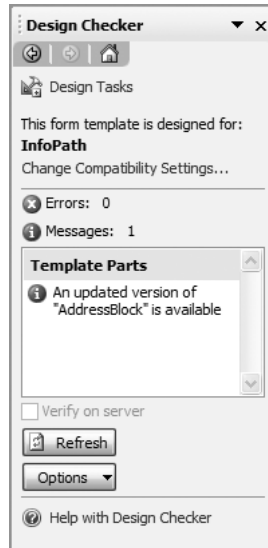 Design Checker
Design Tasks
This form template is designed for:
InfoPath
Change Compatibility Settings...
Errors: 0
Messages: 1
Template Parts
An updated version of
"AddressBlock" is available
Verify on server
Refresh
Options
Help with Design Checker